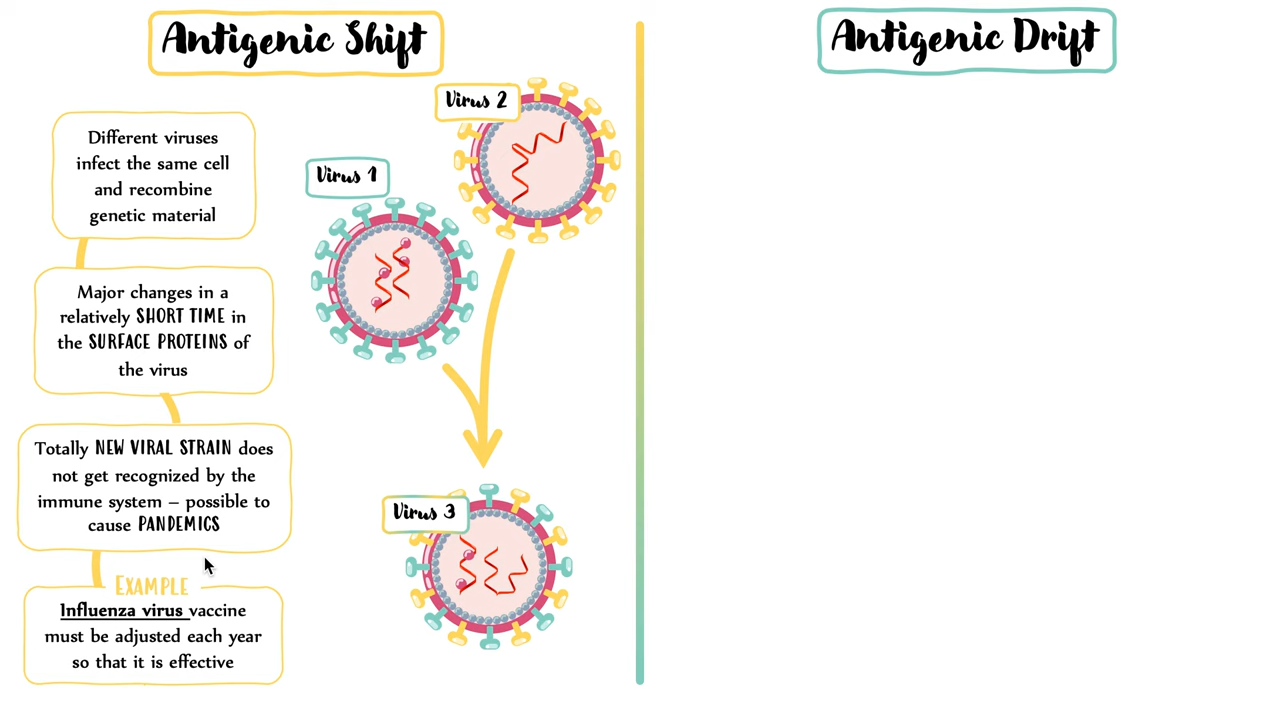 Antigenic Shift
Different viruses
infect the same cell
and recombine
genetic material
Major changes in a
relatively SHORT TIME in
the SURFACE PROTEINS of
the virus
Totally NEW VIRAL STRAIN does
not get recognized by the
immune system – possible to
cause PANDEMICS
EXAMPLE
Influenza virus vaccine
must be adjusted each year
so that it is effective
Virus 2
Virus 1
Virus 3
Antigenic Drift